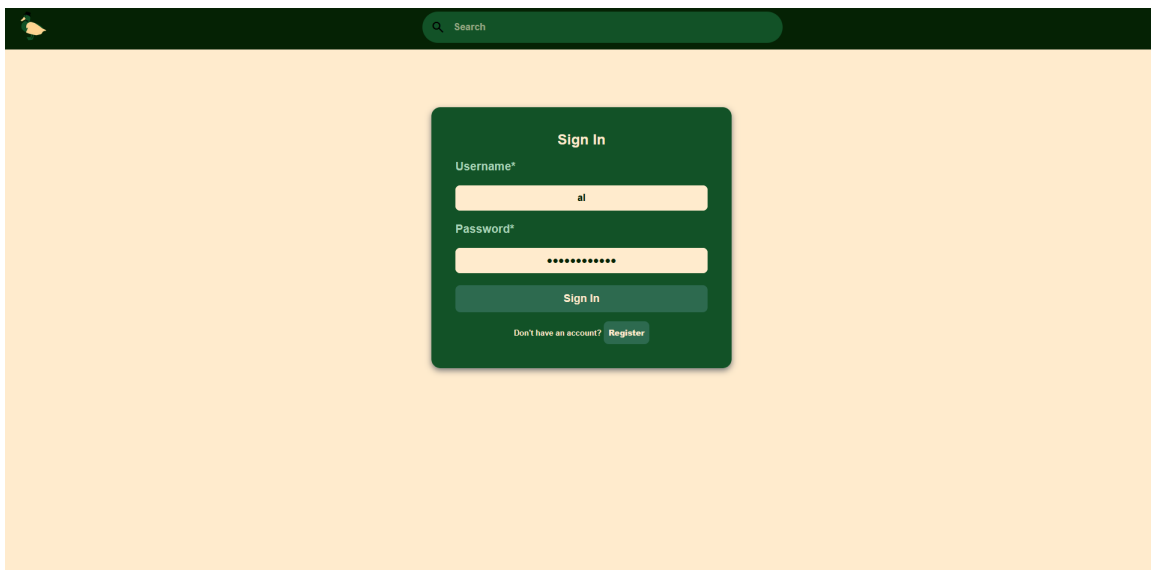 Search
Sign In
Username*
al
Password*
••••••••••••
Sign In
Don't have an account? Register